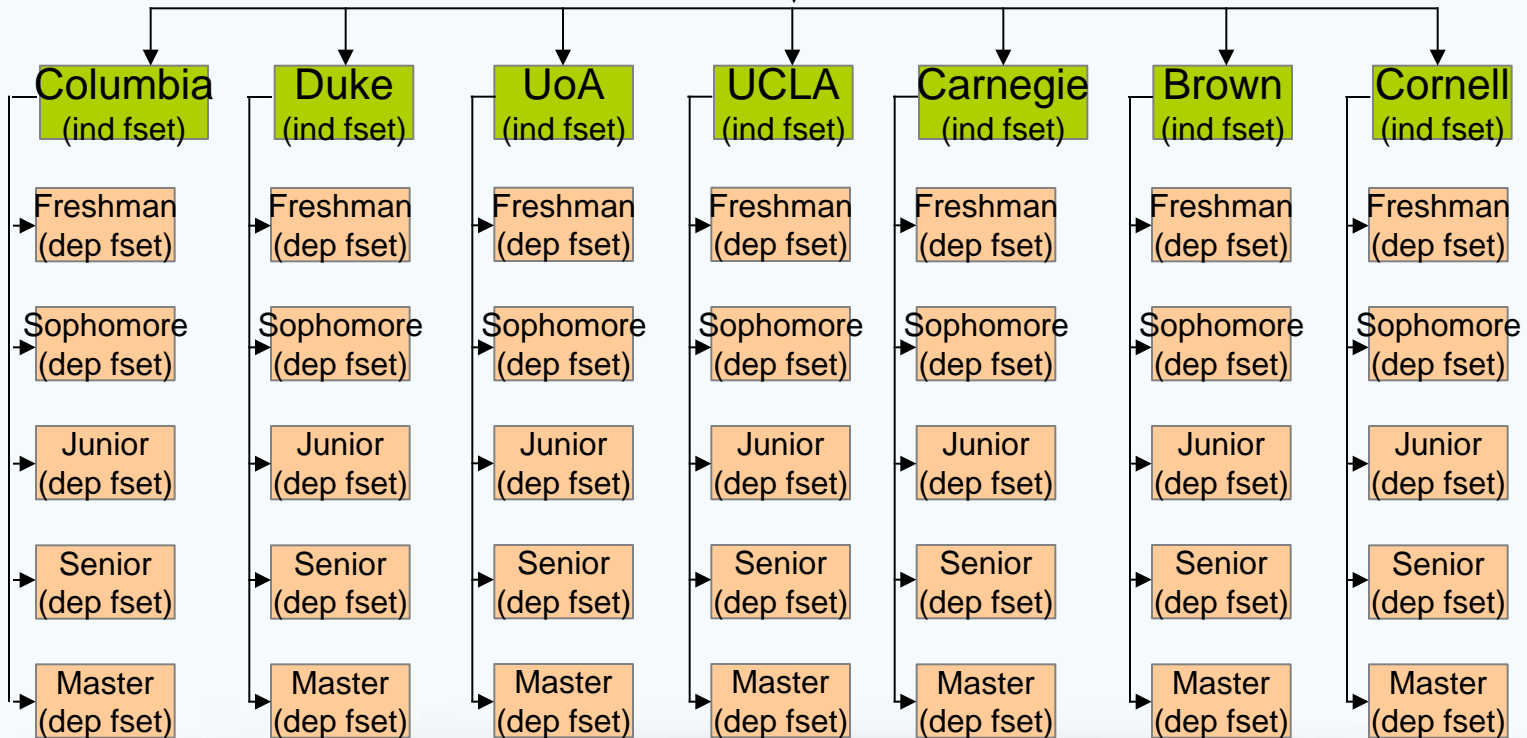 Columbia
(ind fset)
Duke
(ind fset)
UoA
(ind fset)
UCLA
(ind fset)
Carnegie
(ind fset)
Brown
(ind fset)
Cornell
(ind fset)
Freshman
(dep fset)
Freshman
(dep fset)
Freshman
(dep fset)
Freshman
(dep fset)
Freshman
(dep fset)
Freshman
(dep fset)
Freshman
(dep fset)
Sophomore
(dep fset)
Sophomore
(dep fset)
Sophomore
(dep fset)
Sophomore
(dep fset)
Sophomore
(dep fset)
Sophomore
(dep fset)
Sophomore
(dep fset)
Junior
(dep fset)
Junior
(dep fset)
Junior
(dep fset)
Junior
(dep fset)
Junior
(dep fset)
Junior
(dep fset)
Junior
(dep fset)
Senior
(dep fset)
Senior
(dep fset)
Senior
(dep fset)
Senior
(dep fset)
Senior
(dep fset)
Senior
(dep fset)
Senior
(dep fset)
Master
(dep fset)
Master
(dep fset)
Master
(dep fset)
Master
(dep fset)
Master
(dep fset)
Master
(dep fset)
Master
(dep fset)